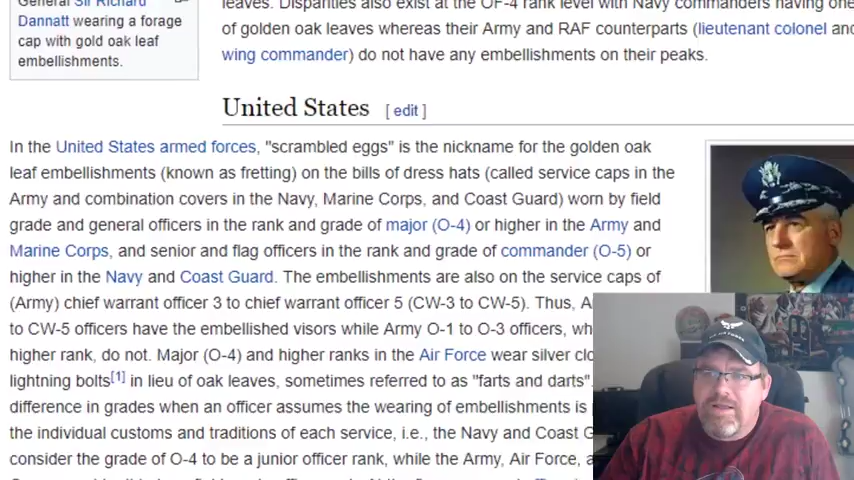 General Sir Richard
Dannatt wearing a forage
cap with gold oak leaf
embellishments.
leaves. Disparities also exist at the OF-4 rank level with Navy commanders having one
of golden oak leaves whereas their Army and RAF counterparts (lieutenant colonel and
wing commander) do not have any embellishments on their peaks.
United States [ edit ]
In the United States armed forces, "scrambled eggs" is the nickname for the golden oak
leaf embellishments (known as fretting) on the bills of dress hats (called service caps in the
Army and combination covers in the Navy, Marine Corps, and Coast Guard) worn by field
grade and general officers in the rank and grade of major (O-4) or higher in the Army and
Marine Corps, and senior and flag officers in the rank and grade of commander (O-5) or
higher in the Navy and Coast Guard. The embellishments are also on the service caps of
(Army) chief warrant officer 3 to chief warrant officer 5 (CW-3 to CW-5). Thus, A
to CW-5 officers have the embellished visors while Army O-1 to O-3 officers, wh
higher rank, do not. Major (O-4) and higher ranks in the Air Force wear silver clo
lightning bolts[1] in lieu of oak leaves, sometimes referred to as "farts and darts".
difference in grades when an officer assumes the wearing of embellishments is
the individual customs and traditions of each service, i.e., the Navy and Coast G
consider the grade of O-4 to be a junior officer rank, while the Army, Air Force, a